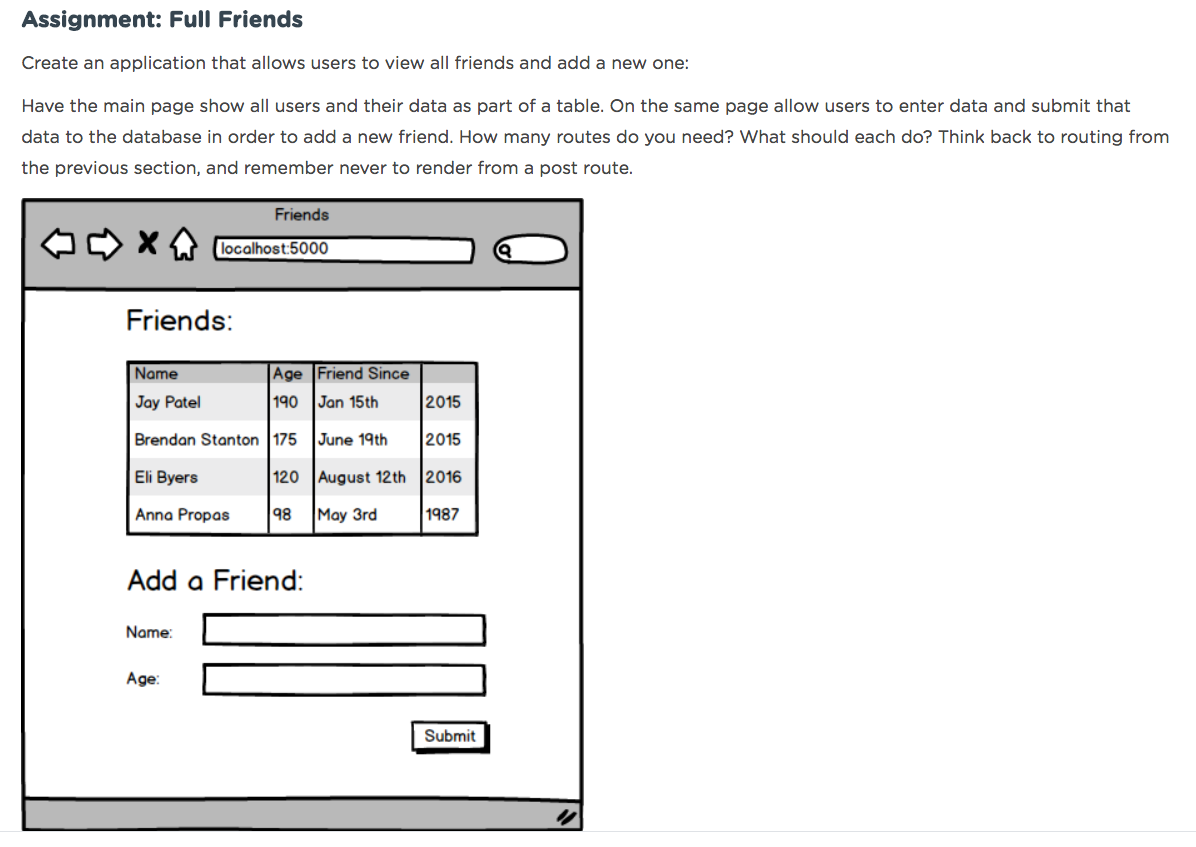 Assignment: Full Friends
Create an application that allows users to view all friends and add a new one:
Have the main page show all users and their data as part of a table. On the same page allow users to enter data and submit that
data to the database in order to add a new friend. How many routes do you need? What should each do? Think back to routing from
the previous section, and remember never to render from a post route.
Friends
localhost:5000
Friends:
Name Age Friend Since
Jay Patel 190 Jan 15th 2015
Brendan Stanton 175 June 19th 2015
Eli Byers 120 August 12th 2016
Anna Propas 98 May 3rd 1987
Add a Friend:
Name:
Age:
Submit